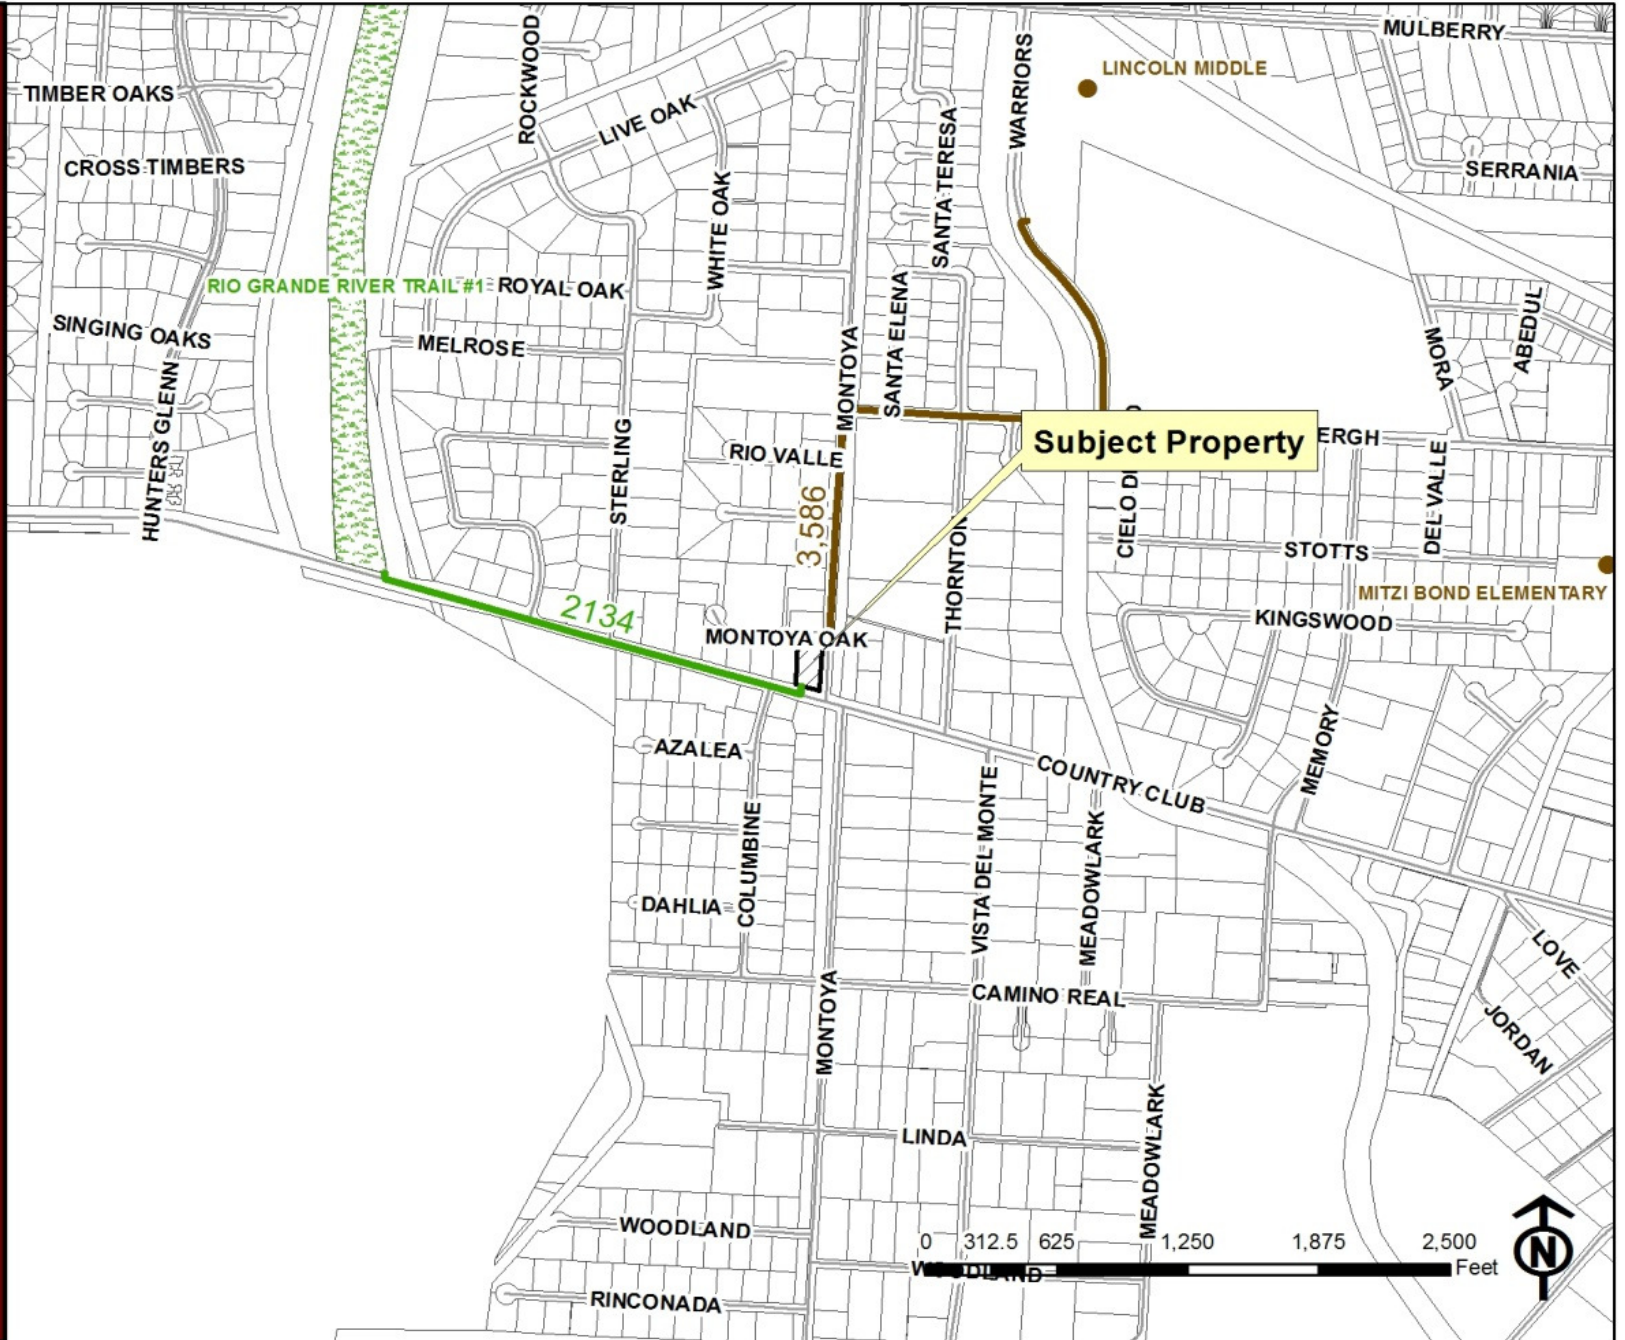 MULBERRY
ROCKWOOD
WARRIORS
LINCOLN MIDDLE
TIMBER OAKS
LIVE OAK
SANTA TERESA
CROSS TIMBERS
SERRANIA
WHITE OAK
RIO GRANDE RIVER TRAIL #1
ROYAL OAK
SANTA ELENA
ABEDUL
SINGING OAKS
MELROSE
MONTOYA
MORA
HUNTERS GLENN
STERLING
RIO VALLE
Subject Property
ERGH
DEL VALLE
3,586
CIELO D
THORNTON
STOTTS
MITZI BOND ELEMENTARY
2134
MONTOYA OAK
KINGSWOOD
AZALEA
COUNTRY CLUB
MEMORY
COLUMBINE
VISTA DEL MONTE
MEADOWLARK
DAHLIA
LOVE
MONTOYA
CAMINO REAL
JORDAN
LINDA
MEADOWLARK
WOODLAND
0 312.5 625 1,250 1,875 2,500
Feet
N
WOODLAND
RINCONADA